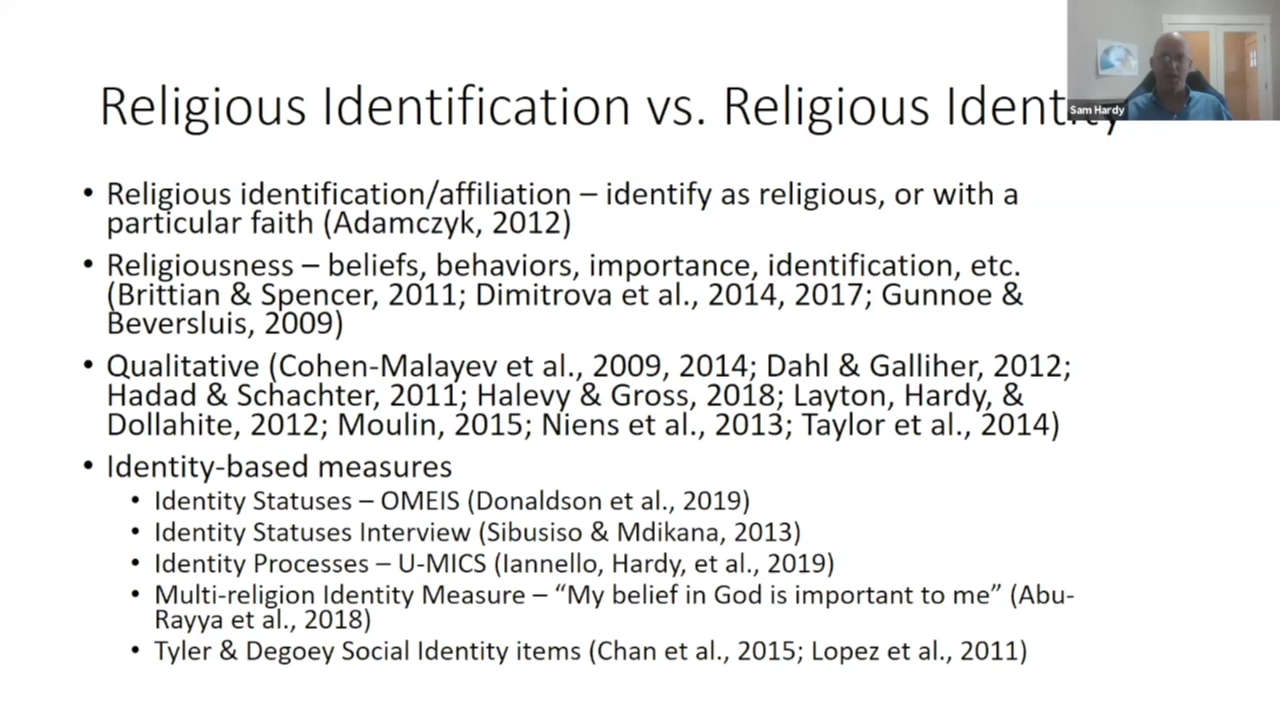 Religious Identification vs. Religious Identity
Sam Hardy
• Religious identification/affiliation – identify as religious, or with a
particular faith (Adamczyk, 2012)
• Religiousness – beliefs, behaviors, importance, identification, etc.
(Brittian & Spencer, 2011; Dimitrova et al., 2014, 2017; Gunnoe &
Beversluis, 2009)
• Qualitative (Cohen-Malayev et al., 2009, 2014; Dahl & Galliher, 2012;
Hadad & Schachter, 2011; Halevy & Gross, 2018; Layton, Hardy, &
Dollahite, 2012; Moulin, 2015; Niens et al., 2013; Taylor et al., 2014)
• Identity-based measures
• Identity Statuses – OMEIS (Donaldson et al., 2019)
• Identity Statuses Interview (Sibusiso & Mdikana, 2013)
• Identity Processes – U-MICS (Iannello, Hardy, et al., 2019)
• Multi-religion Identity Measure – “My belief in God is important to me” (Abu-
Rayya et al., 2018)
• Tyler & Degoey Social Identity items (Chan et al., 2015; Lopez et al., 2011)